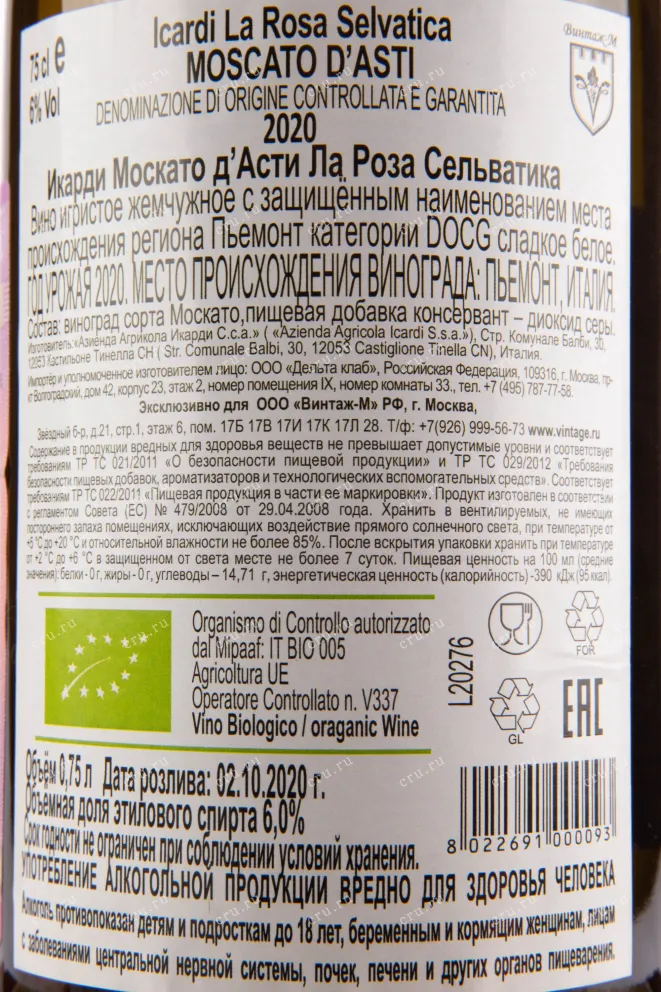 Icardi La Rosa Selvatica
MOSCATO D'ASTI
75 cl e
6% Vol
DENOMINAZIONE DI ORIGINE CONTROLLATA E GARANTITA
2020
Винтаж-М
Икарди Москато д'Асти Ла Роза Сельватика
Вино игристое жемчужное с защищённым наименованием места
происхождения региона Пьемонт категории DOCG сладкое белое.
ГОД УРОЖАЯ 2020. МЕСТО ПРОИСХОЖДЕНИЯ ВИНОГРАДА: ПЬЕМОНТ, ИТАЛИЯ.
Состав: виноград сорта Москато,пищевая добавка консервант – диоксид серы.
Изготовитель:«Азиенда Агрикола Икарди С.с.а.» ( «Azienda Agricola Icardi S.s.a.»), Стр. Комунале Балби, 30,
12053 Кастильоне Тинелла CH ( Str. Comunale Balbi, 30, 12053 Castiglione Tinella CN), Италия.
Импортёр и уполномоченное изготовителем лицо: ООО «Дельта клаб», Российская Федерация, 109316, г. Москва, пр-
кт Волгоградский, дом 42, корпус 23, этаж 2, номер помещения IX, номер комнаты 33., тел. +7 (495) 787-77-58.
Эксклюзивно для ООО «Винтаж-М» РФ, г. Москва,
Звёздный б-р, д.21, стр.1, этаж 6, пом. 17Б 17В 17И 17К 17Л 28. Т/ф: +7(926) 999-56-73 www.vintage.ru
Содержание в продукции вредных для здоровья веществ не превышает допустимые уровни и соответствует
требованиям ТР ТС 021/2011 «О безопасности пищевой продукции» и ТР ТС 029/2012 «Требования
безопасности пищевых добавок, ароматизаторов и технологических вспомогательных средств». Соответствует
требованиям ТР ТС 022/2011 «Пищевая продукция в части ее маркировки». Продукт изготовлен в соответствии
с регламентом Совета (ЕС) № 479/2008 от 29.04.2008 года. Хранить в вентилируемых, не имеющих
постороннего запаха помещениях, исключающих воздействие прямого солнечного света, при температуре от
+5 °С до +20 °С и относительной влажности не более 85%. После вскрытия упаковки хранить при температуре
от +2 °С до +6 °С в защищенном от света месте не более 7 суток. Пищевая ценность на 100 мл (средние
значения): белки - 0 г, жиры - 0 г, углеводы – 14,71 г, энергетическая ценность (калорийность) -390 кДж (95 ккал).
Organismo di Controllo autorizzato
dal Mipaaf: IT BIO 005
Agricoltura UE
Operatore Controllato n. V337
Vino Biologico / oraganic Wine
L20276
FOR
GL
EAC
Объём 0,75 л Дата розлива: 02.10.2020 г.
Объемная доля этилового спирта 6,0%
Срок годности не ограничен при соблюдении условий хранения.
8 022691 000093
УПОТРЕБЛЕНИЕ АЛКОГОЛЬНОЙ ПРОДУКЦИИ ВРЕДНО ДЛЯ ЗДОРОВЬЯ ЧЕЛОВЕКА
Алкоголь противопоказан детям и подросткам до 18 лет, беременным и кормящим женщинам, лицам
с заболеваниями центральной нервной системы, почек, печени и других органов пищеварения.
cru.ru